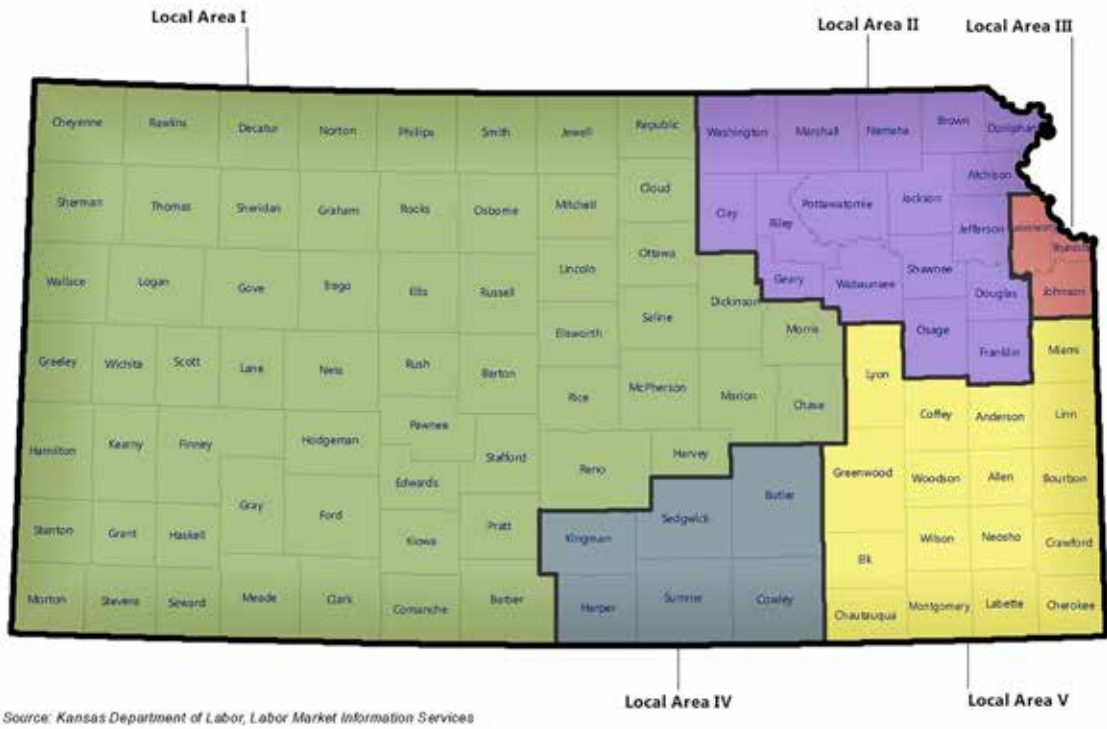 Local Area I
Local Area II
Local Area III
Cheyenne Rawlins Decatur Norton Phillips Smith Jewell Republic Washington Marshall Nemaha Brown Doniphan
Atchison
Sherman Thomas Sheridan Graham Rooks Osborne Mitchell Cloud Clay Riley Pottawatomie Jackson Jefferson
Wallace Logan Gove Trego Ellis Russell Lincoln Ottawa Dickinson Geary Wabaunsee Shawnee Douglas Johnson
Ellsworth Saline Morris Osage Franklin Miami
Greeley Wichita Scott Lane Ness Rush Barton Rice McPherson Marion Chase Lyon Coffey Anderson Linn
Hamilton Kearny Finney Hodgeman Pawnee Stafford Reno Harvey Greenwood Woodson Allen Bourbon
Edwards Butler
Gray Ford Pratt Sedgwick
Stanton Grant Haskell Kiowa Kingman Elk Wilson Neosho Crawford
Morton Stevens Seward Meade Clark Comanche Barber Harper Sumner Cowley Chautauqua Montgomery Labette Cherokee
Local Area IV
Local Area V
Source: Kansas Department of Labor, Labor Market Information Services